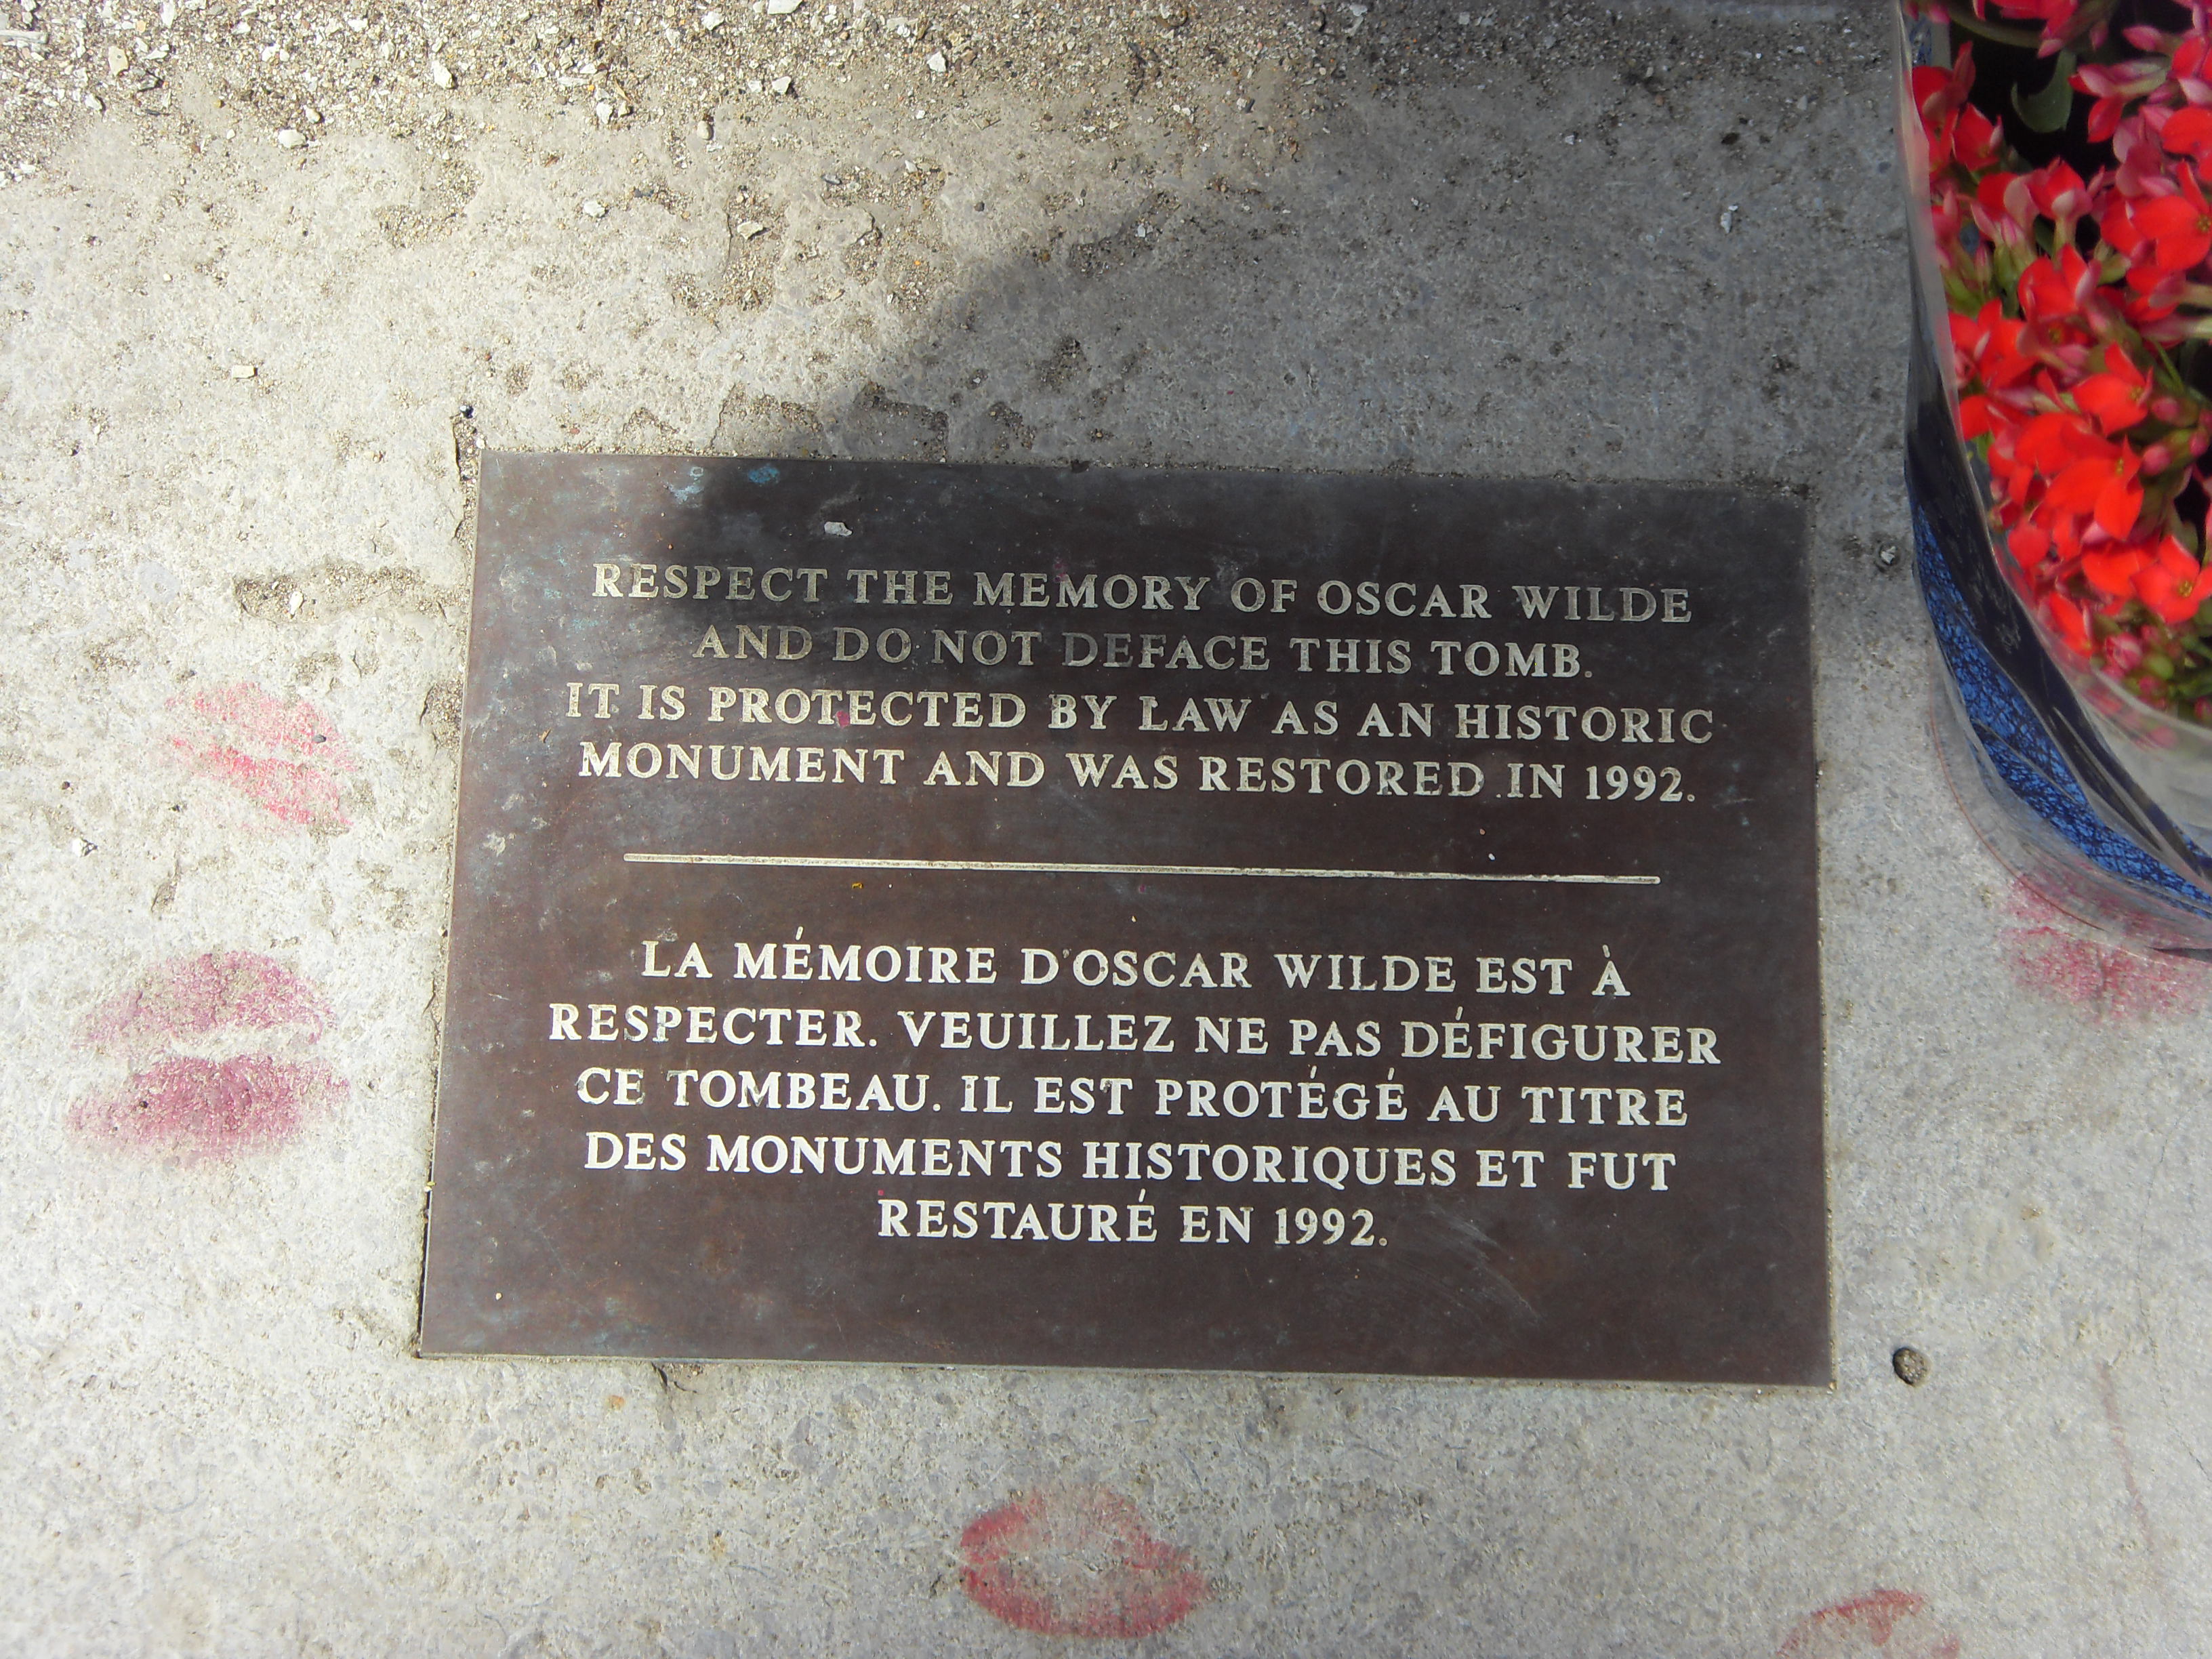 RESPECT THE MEMORY OF OSCAR WILDE
AND DO NOT DEFACE THIS TOMB.
IT IS PROTECTED BY LAW AS AN HISTORIC
MONUMENT AND WAS RESTORED IN 1992.
LA MÉMOIRE D'OSCAR WILDE EST À
RESPECTER. VEUILLEZ NE PAS DÉFIGURER
CE TOMBEAU. IL EST PROTÉGÉ AU TITRE
DES MONUMENTS HISTORIQUES ET FUT
RESTAURÉ EN 1992.